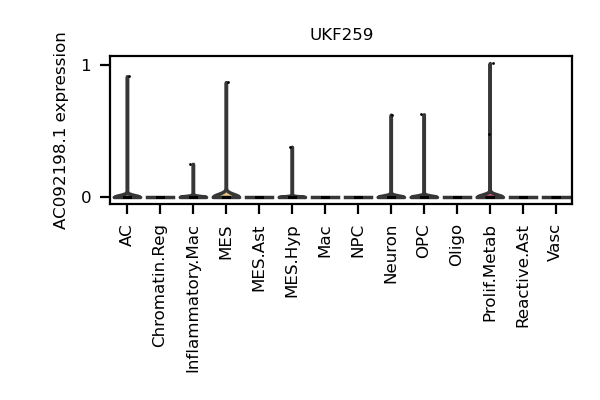 UKF259
AC092198.1 expression
1
0
AC
Chromatin.Reg
Inflammatory.Mac
MES
MES.Ast
MES.Hyp
Mac
NPC
Neuron
OPC
Oligo
Prolif.Metab
Reactive.Ast
Vasc